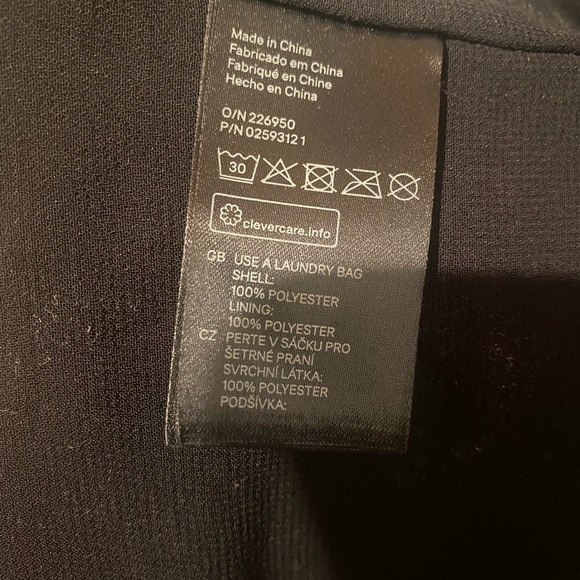 Made in China
Fabricado em China
Fabriqué en Chine
Hecho en China
O/N 226950
P/N 02593121
30
clevercare.info
GB USE A LAUNDRY BAG
SHELL:
100% POLYESTER
LINING:
100% POLYESTER
CZ PERTE V SÁČKU PRO
ŠETRNÉ PRANÍ
SVRCHNÍ LÁTKA:
100% POLYESTER
PODŠÍVKA: